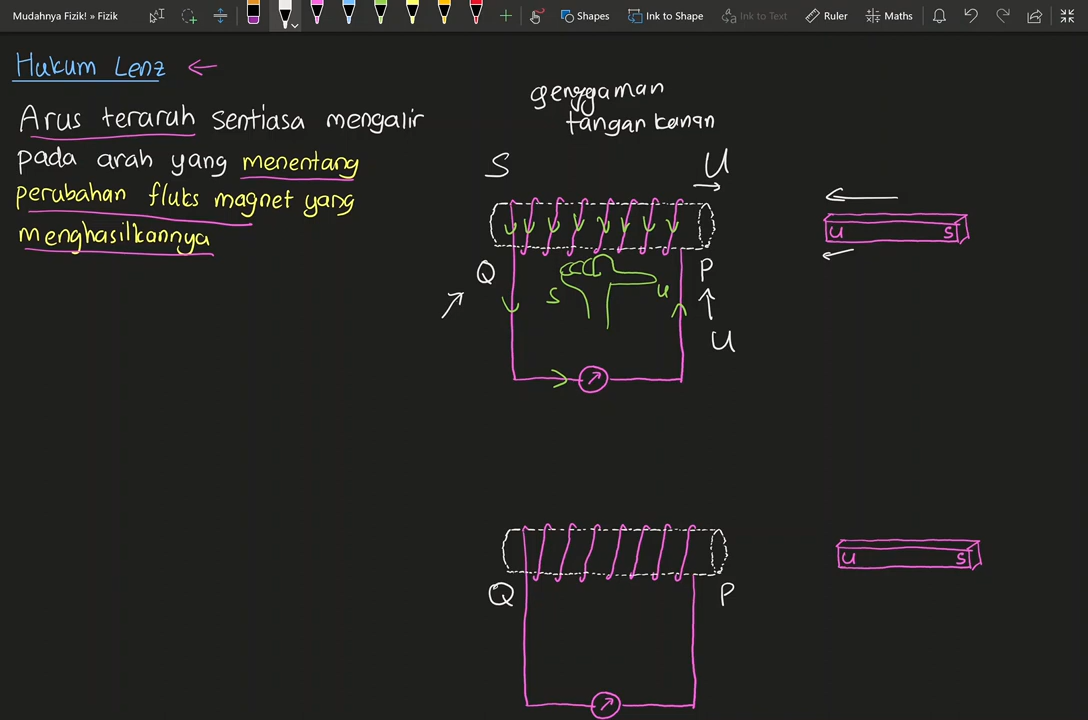 Mudahnya Fizik! » Fizik
Shapes
Ink to Shape
Ink to Text
Ruler
Maths
Hukum Lenz
Arus teraruh sentiasa mengalir
pada arah yang menentang
perubahan fluks magnet yang
menghasilkannya
genggaman
tangan kanan
S
U
U
S
Q
P
S
U
U
U
S
Q
P